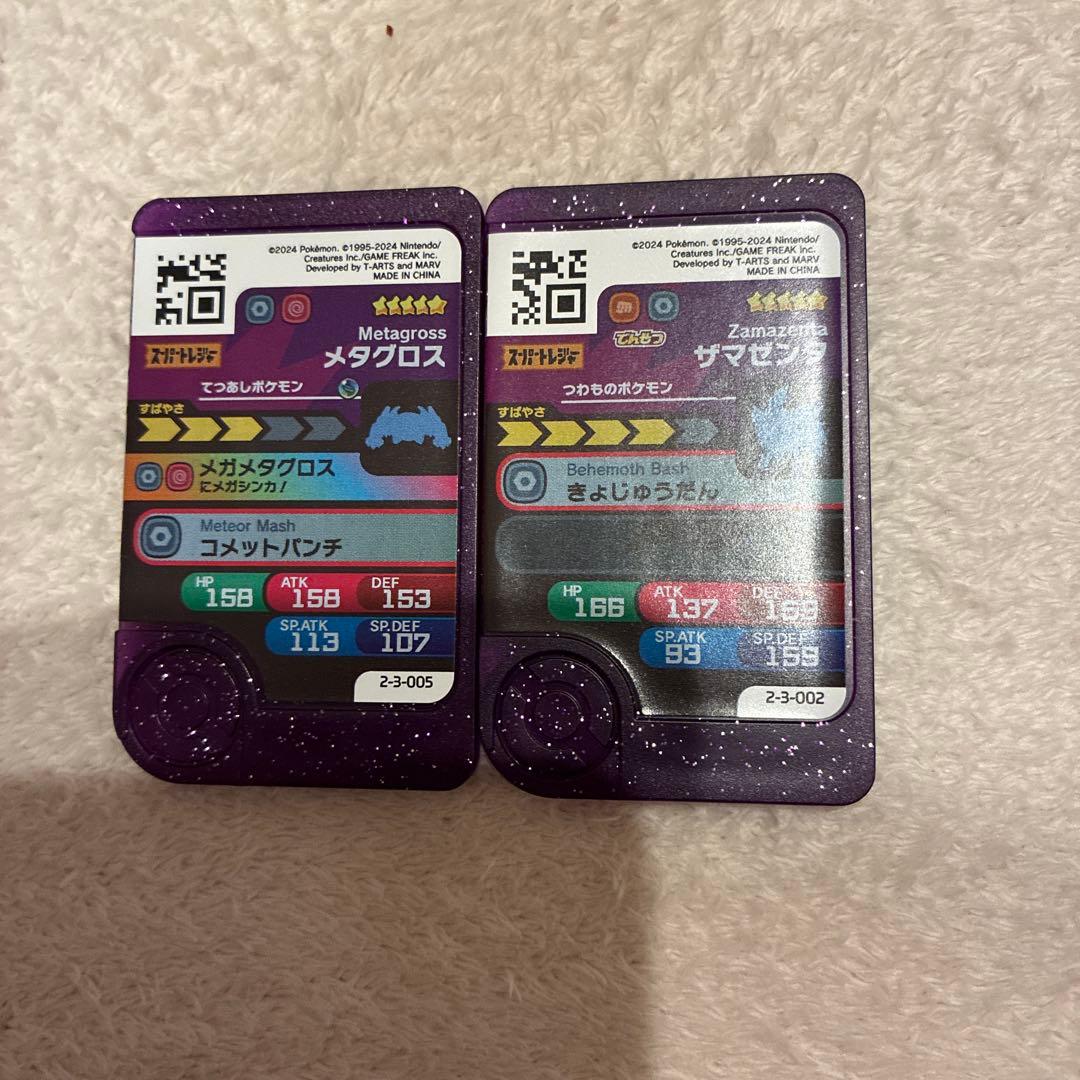 ©2024 Pokémon. ©1995-2024 Nintendo/
Creatures Inc./GAME FREAK Inc.
Developed by T-ARTS and MARV
MADE IN CHINA
Metagross
スーパートレジャー
メタグロス
てつあしポケモン
すばやさ
メガメタグロス
にメガシンカ!
Meteor Mash
コメットパンチ
HP 158
ATK 158
DEF 153
SP.ATK 113
SP.DEF 107
2-3-005
©2024 Pokémon. ©1995-2024 Nintendo/
Creatures Inc./GAME FREAK Inc.
Developed by T-ARTS and MARV
MADE IN CHINA
Zamazenta
でんせつ
スーパートレジャー
ザマゼンタ
つわものポケモン
すばやさ
Behemoth Bash
きょじゅうだん
HP 166
ATK 137
DEF
SP.ATK 93
SP.DEF 159
2-3-002